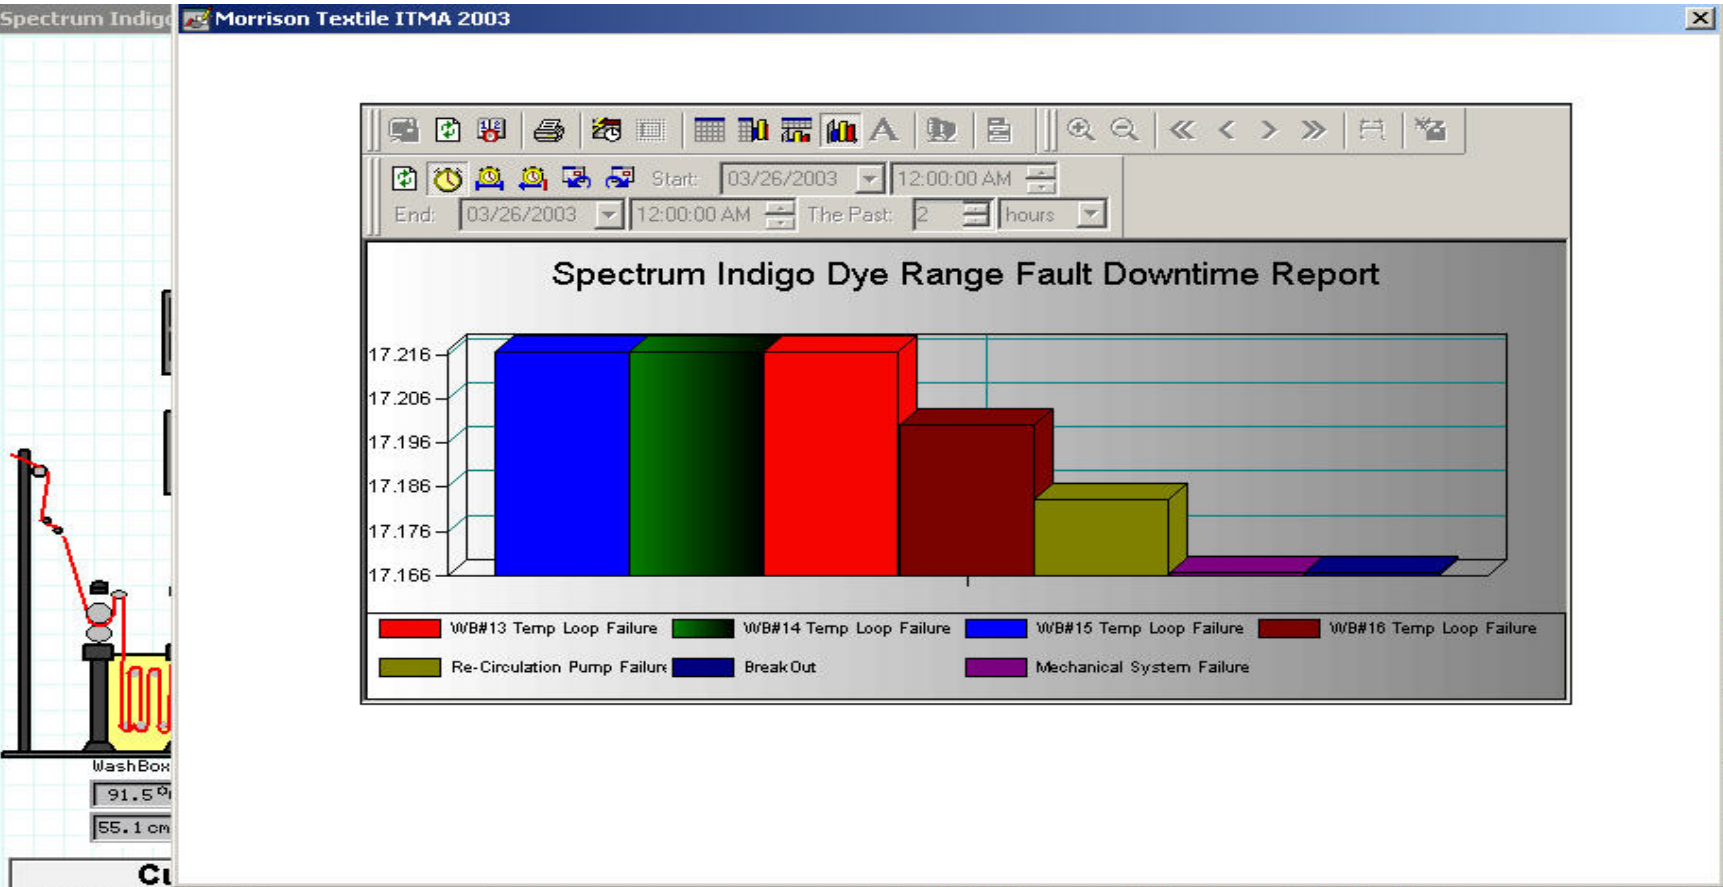 Spectrum Indig
Morrison Textile ITMA 2003
Start: 03/26/2003 12:00:00 AM
End: 03/26/2003 12:00:00 AM The Past: 2 hours
Spectrum Indigo Dye Range Fault Downtime Report
17.216
17.206
17.196
17.186
17.176
17.166
WB#13 Temp Loop Failure WB#14 Temp Loop Failure WB#15 Temp Loop Failure WB#16 Temp Loop Failure
Re-Circulation Pump Failure BreakOut Mechanical System Failure
WashBox
91.5°
55.1 cm
Cu